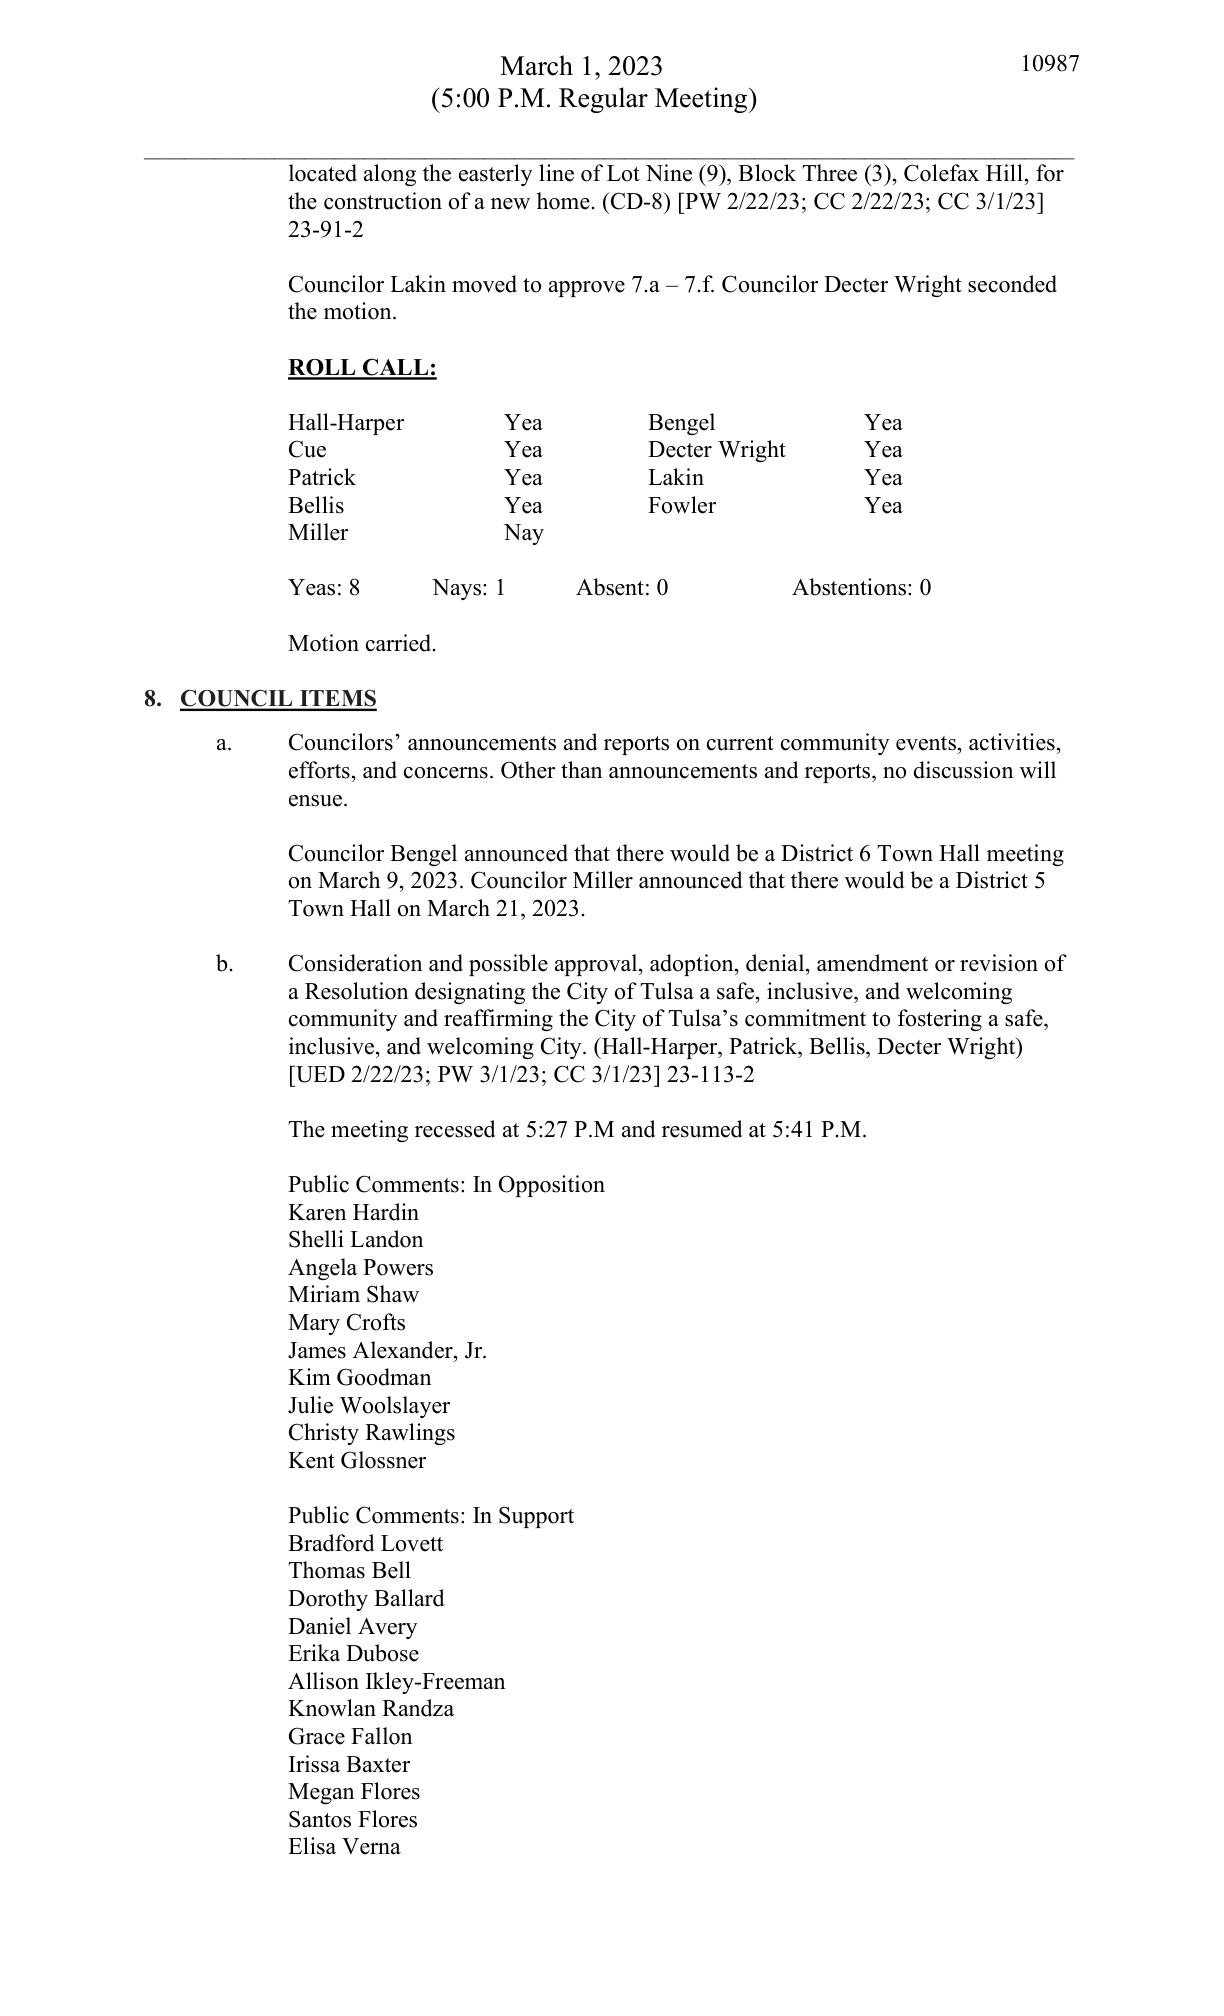 March 1, 2023
10987
(5:00 P.M. Regular Meeting)
located along the easterly line of Lot Nine (9), Block Three (3), Colefax Hill, for
the construction of a new home. (CD-8) [PW 2/22/23; CC 2/22/23; CC 3/1/23]
23-91-2
Councilor Lakin moved to approve 7.a – 7.f. Councilor Decter Wright seconded
the motion.
ROLL CALL:
Hall-Harper Yea Bengel Yea
Cue Yea Decter Wright Yea
Patrick Yea Lakin Yea
Bellis Yea Fowler Yea
Miller Nay
Yeas: 8 Nays: 1 Absent: 0 Abstentions: 0
Motion carried.
8. COUNCIL ITEMS
a. Councilors’ announcements and reports on current community events, activities,
efforts, and concerns. Other than announcements and reports, no discussion will
ensue.
Councilor Bengel announced that there would be a District 6 Town Hall meeting
on March 9, 2023. Councilor Miller announced that there would be a District 5
Town Hall on March 21, 2023.
b. Consideration and possible approval, adoption, denial, amendment or revision of
a Resolution designating the City of Tulsa a safe, inclusive, and welcoming
community and reaffirming the City of Tulsa’s commitment to fostering a safe,
inclusive, and welcoming City. (Hall-Harper, Patrick, Bellis, Decter Wright)
[UED 2/22/23; PW 3/1/23; CC 3/1/23] 23-113-2
The meeting recessed at 5:27 P.M and resumed at 5:41 P.M.
Public Comments: In Opposition
Karen Hardin
Shelli Landon
Angela Powers
Miriam Shaw
Mary Crofts
James Alexander, Jr.
Kim Goodman
Julie Woolslayer
Christy Rawlings
Kent Glossner
Public Comments: In Support
Bradford Lovett
Thomas Bell
Dorothy Ballard
Daniel Avery
Erika Dubose
Allison Ikley-Freeman
Knowlan Randza
Grace Fallon
Irissa Baxter
Megan Flores
Santos Flores
Elisa Verna